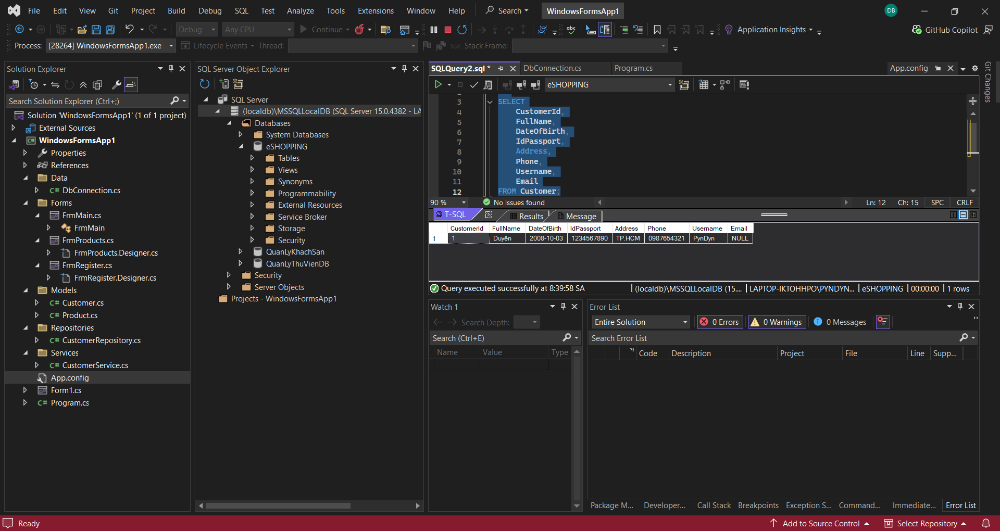 File Edit View Git Project Build Debug SQL Test Analyze Tools Extensions Window Help Search WindowsFormsApp1 DB
Debug Any CPU Continue abc Application Insights GitHub Copilot
Process: [28264] WindowsFormsApp1.exe Lifecycle Events Thread: Stack Frame:
Solution Explorer
Search Solution Explorer (Ctrl+;)
Solution 'WindowsFormsApp1' (1 of 1 project)
External Sources
C# WindowsFormsApp1
Properties
References
Data
C# DbConnection.cs
Forms
FrmMain.cs
FrmMain
FrmProducts.cs
FrmProducts.Designer.cs
FrmRegister.cs
FrmRegister.Designer.cs
Models
C# Customer.cs
C# Product.cs
Repositories
C# CustomerRepository.cs
Services
C# CustomerService.cs
App.config
Form1.cs
C# Program.cs
SQL Server Object Explorer
SQL Server
(localdb)\MSSQLLocalDB (SQL Server 15.0.4382 - LA
Databases
System Databases
eSHOPPING
Tables
Views
Synonyms
Programmability
External Resources
Service Broker
Storage
Security
QuanLyKhachSan
QuanLyThuVienDB
Security
Server Objects
Projects - WindowsFormsApp1
SQLQuery2.sql * DbConnection.cs Program.cs App.config
eSHOPPING
3 SELECT
4 CustomerId,
5 FullName,
6 DateOfBirth,
7 IdPassport,
8 Address,
9 Phone,
10 Username,
11 Email
12 FROM Customer;
90 % No issues found Ln: 12 Ch: 15 SPC CRLF
T-SQL Results Message
CustomerId FullName DateOfBirth IdPassport Address Phone Username Email
1 1 Duyên 2008-10-03 1234567890 TP.HCM 0987654321 PynDyn NULL
Query executed successfully at 8:39:58 SA (localdb)\MSSQLLocalDB (15.... LAPTOP-IKTOHHPO\PYNDYN... eSHOPPING 00:00:00 1 rows
Watch 1
Search Depth:
Search (Ctrl+E)
Name Value Type
Error List
Entire Solution 0 Errors 0 Warnings 0 Messages
Search Error List
Code Description Project File Line Supp...
Package M... Developer... Call Stack Breakpoints Exception S... Command... Immediate... Error List
Git Changes
Ready Add to Source Control Select Repository